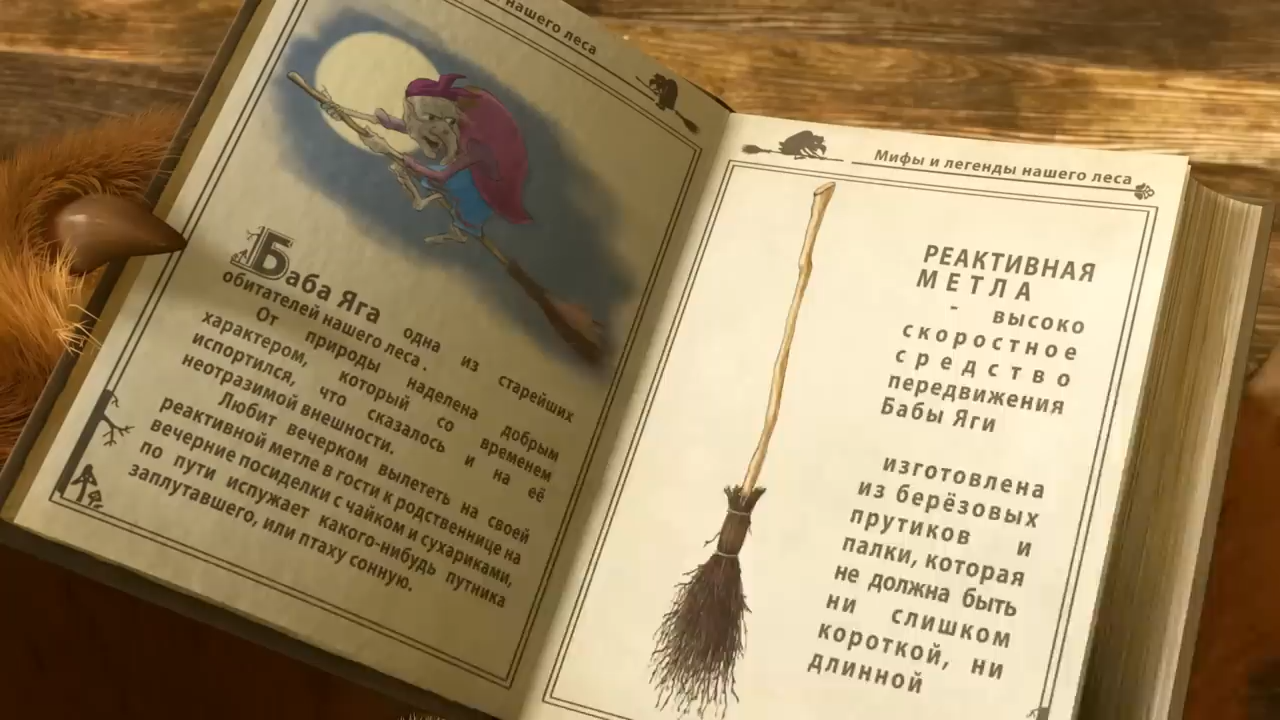 нашего леса
Баба Яга одна из старейших
обитателей нашего леса.
От природы наделена добрым
характером, который со временем
испортился, что сказалось и на её
неотразимой внешности.
Любит вечерком вылететь на своей
реактивной метле в гости к родственнице на
вечерние посиделки с чайком и сухариками,
по пути испужает какого-нибудь путника
заплутавшего, или птаху сонную.
Мифы и легенды нашего леса
РЕАКТИВНАЯ
МЕТЛА
- высоко
скоростное
средство
передвижения
Бабы Яги
изготовлена
из берёзовых
прутиков и
палки, которая
не должна быть
ни слишком
короткой, ни
длинной